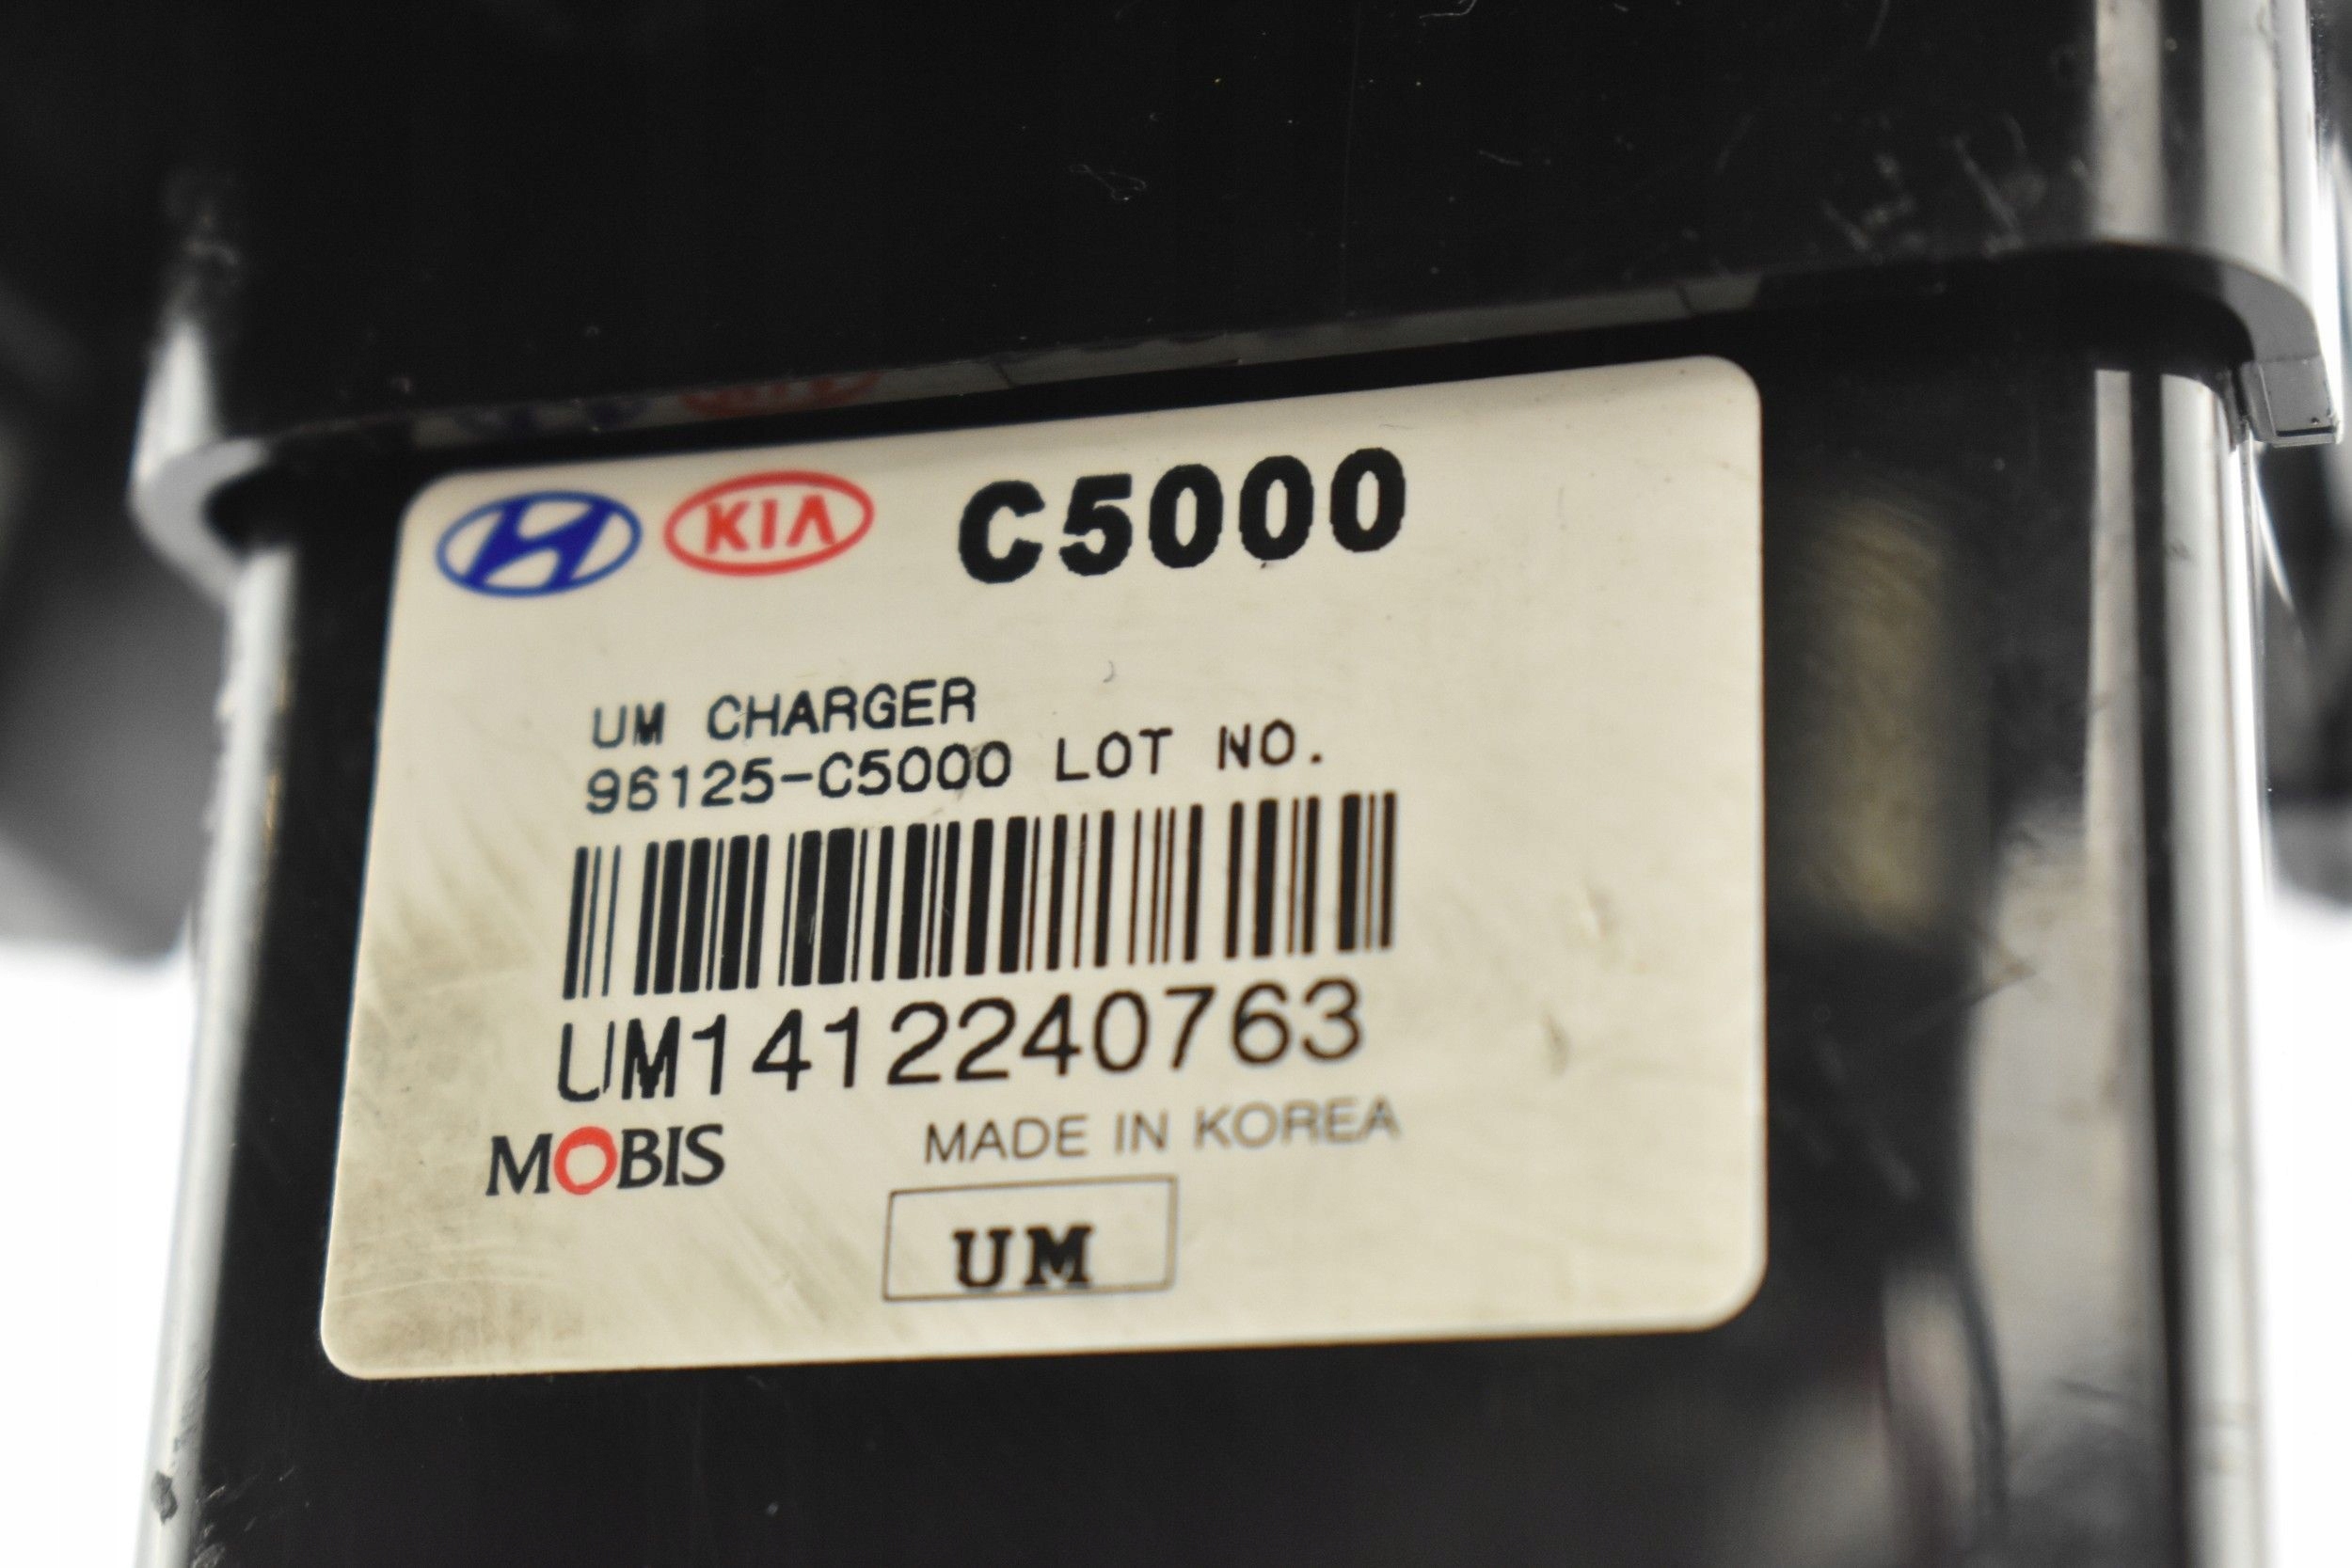 KIA C5000
UM CHARGER
96125-C5000 LOT NO.
UM1412240763
MOBIS MADE IN KOREA
UM